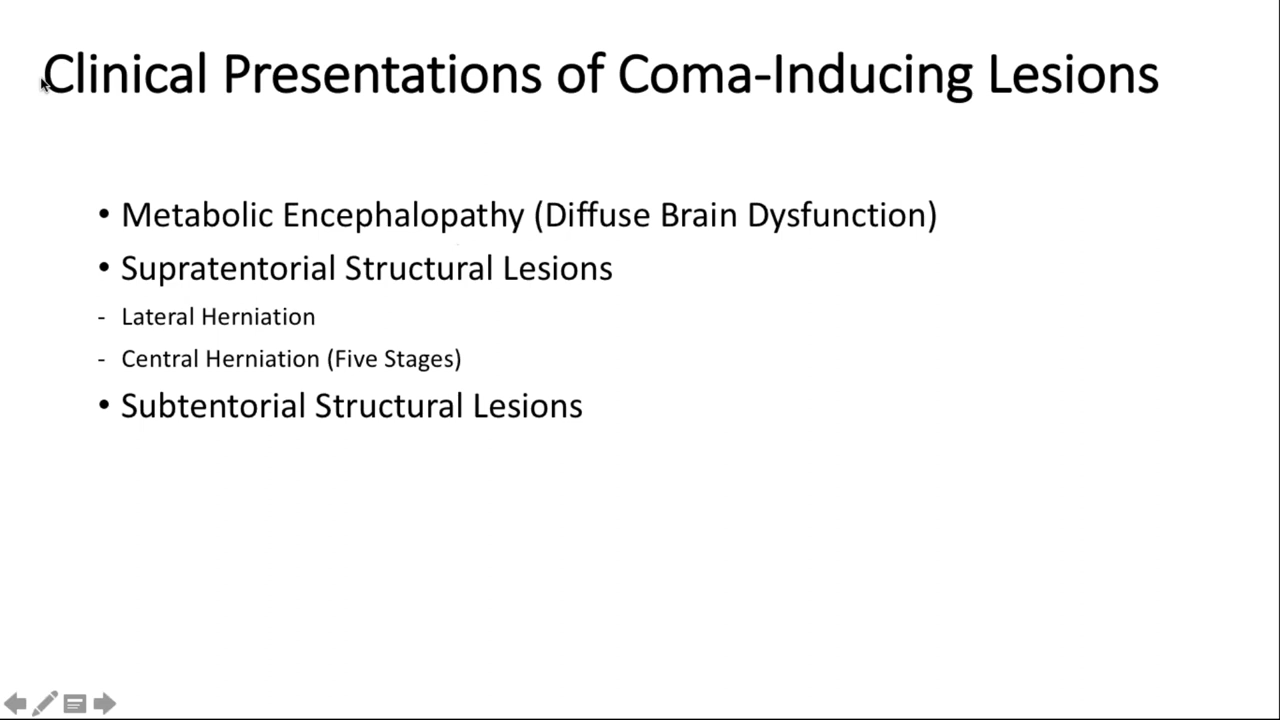 Clinical Presentations of Coma-Inducing Lesions
• Metabolic Encephalopathy (Diffuse Brain Dysfunction)
• Supratentorial Structural Lesions
- Lateral Herniation
- Central Herniation (Five Stages)
• Subtentorial Structural Lesions